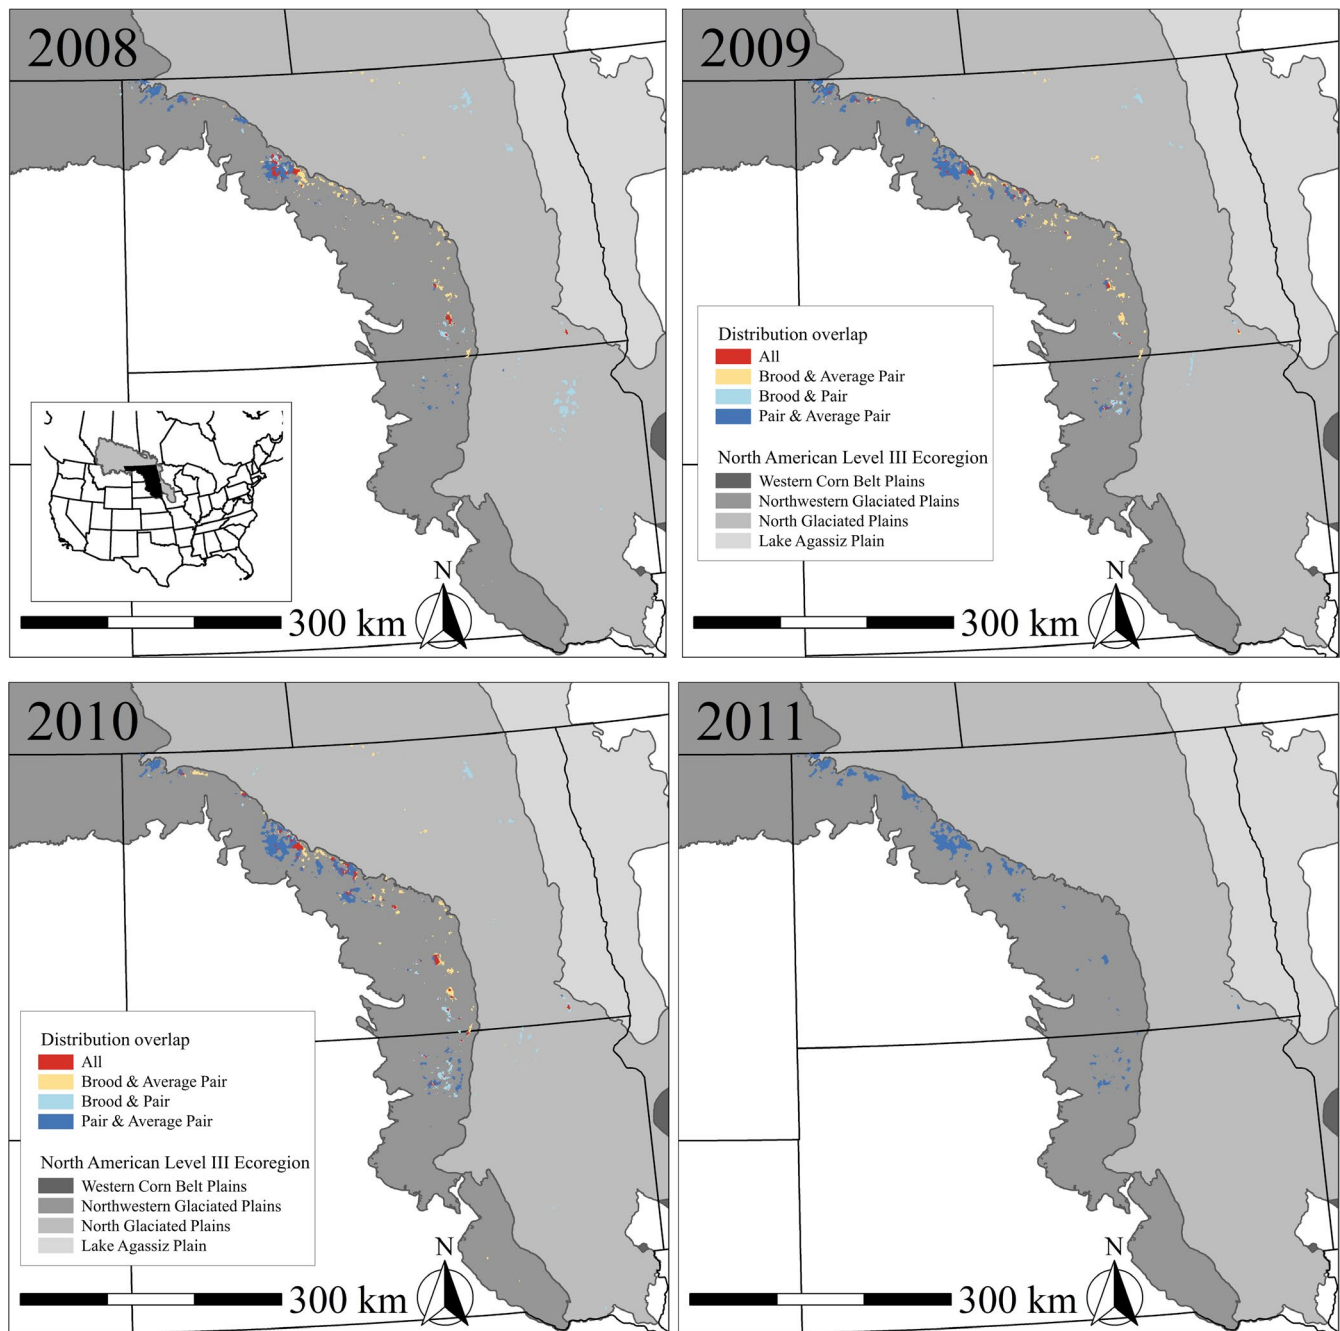 2008
N
300 km
2009
Distribution overlap
All
Brood & Average Pair
Brood & Pair
Pair & Average Pair
North American Level III Ecoregion
Western Corn Belt Plains
Northwestern Glaciated Plains
North Glaciated Plains
Lake Agassiz Plain
N
300 km
2010
Distribution overlap
All
Brood & Average Pair
Brood & Pair
Pair & Average Pair
North American Level III Ecoregion
Western Corn Belt Plains
Northwestern Glaciated Plains
North Glaciated Plains
Lake Agassiz Plain
N
300 km
2011
N
300 km